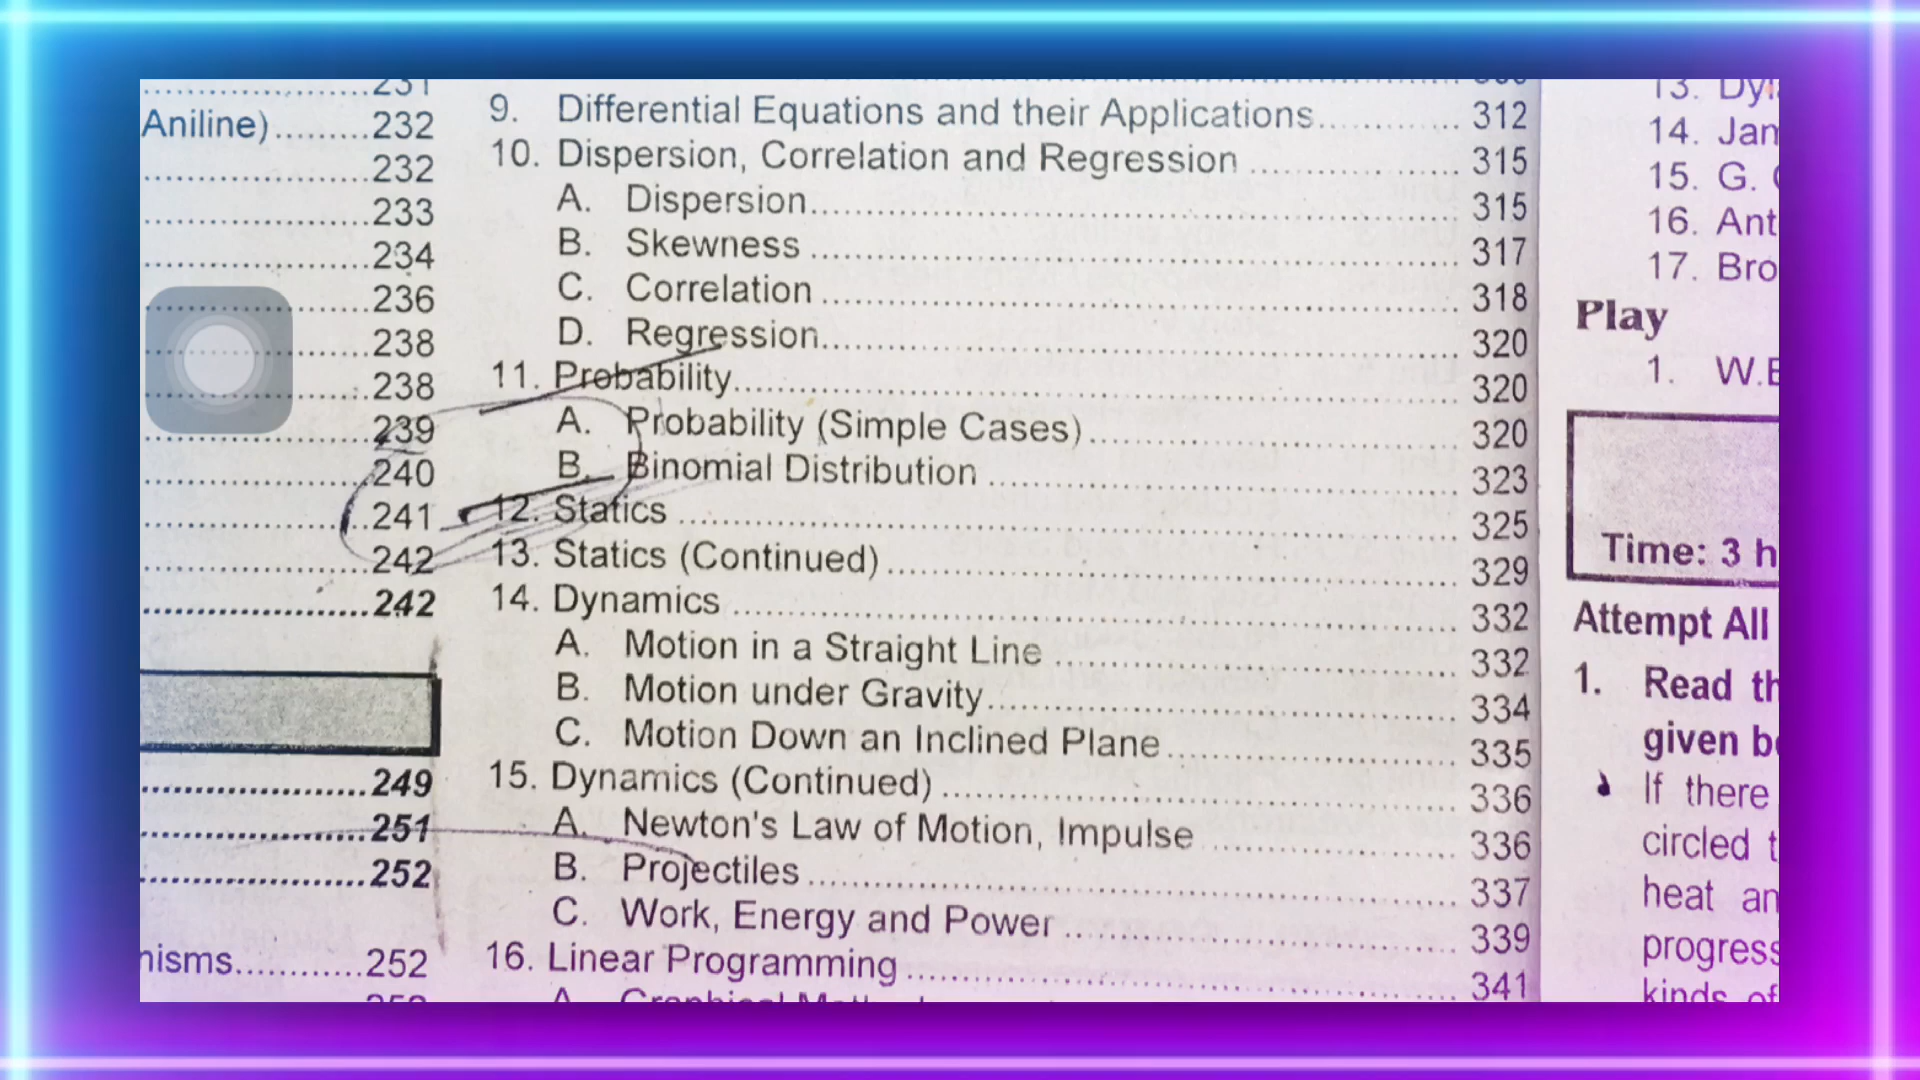 231
Aniline) 232
232
233
234
236
238
238
239
240
241
242
242
249
251
252
nisms 252
9. Differential Equations and their Applications 312
10. Dispersion, Correlation and Regression 315
A. Dispersion 315
B. Skewness 317
C. Correlation 318
D. Regression 320
11. Probability 320
A. Probability (Simple Cases) 320
B. Binomial Distribution 323
12. Statics 325
13. Statics (Continued) 329
14. Dynamics 332
A. Motion in a Straight Line 332
B. Motion under Gravity 334
C. Motion Down an Inclined Plane 335
15. Dynamics (Continued) 336
A. Newton's Law of Motion, Impulse 336
B. Projectiles 337
C. Work, Energy and Power 339
16. Linear Programming 341
13.
14. Jan
15. G.
16. Ant
17. Bro
Play
1. W.B
Time: 3 h
Attempt All
1. Read th
given be
If there
circled t
heat an
progress
kinds of